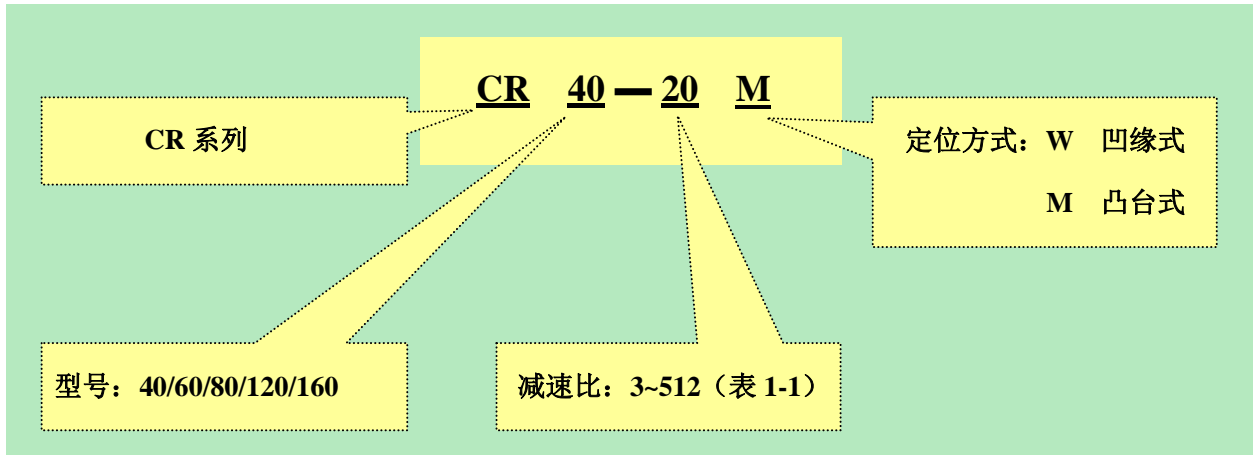 CR 40—20 M
CR 系列
定位方式：W 凹缘式
M 凸台式
型号：40/60/80/120/160
减速比：3~512（表 1-1）